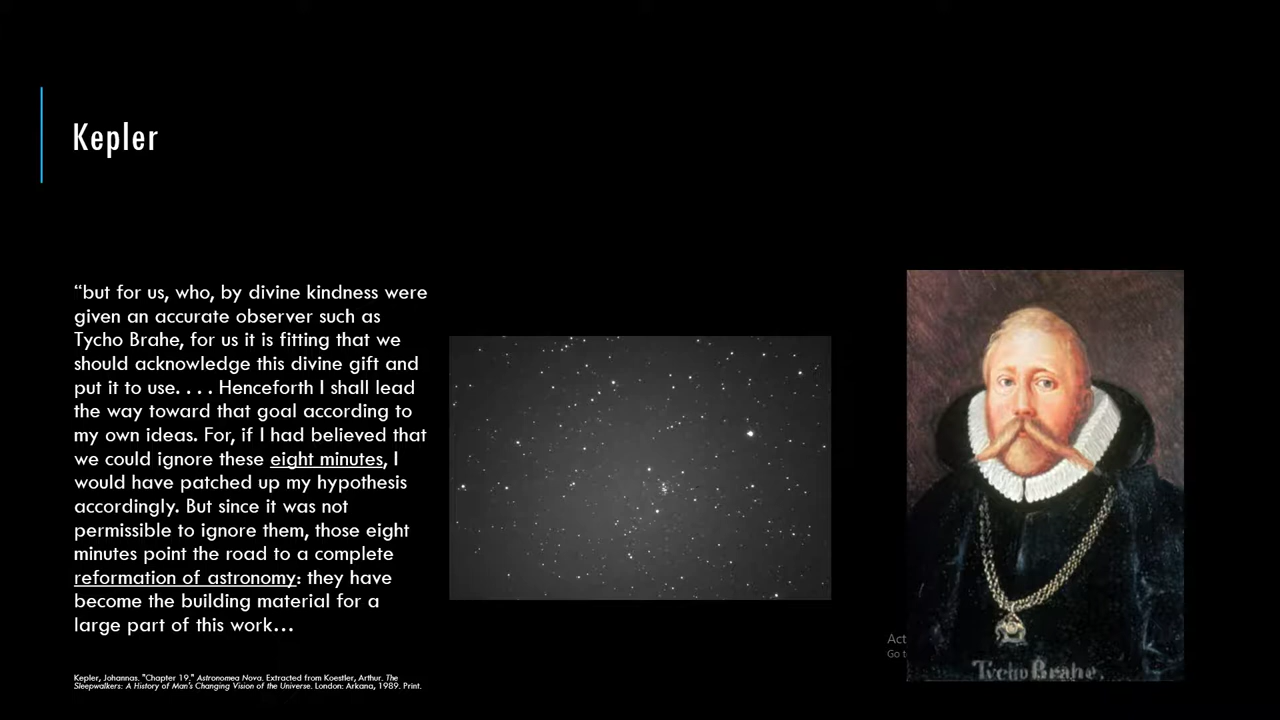 Kepler
“but for us, who, by divine kindness were
given an accurate observer such as
Tycho Brahe, for us it is fitting that we
should acknowledge this divine gift and
put it to use. . . . Henceforth I shall lead
the way toward that goal according to
my own ideas. For, if I had believed that
we could ignore these eight minutes, I
would have patched up my hypothesis
accordingly. But since it was not
permissible to ignore them, those eight
minutes point the road to a complete
reformation of astronomy: they have
become the building material for a
large part of this work…
Kepler, Johannas. "Chapter 19." Astronomea Nova. Extracted from Koestler, Arthur. The
Sleepwalkers: A History of Man's Changing Vision of the Universe. London: Arkana, 1989. Print.
Act
Go t
Tycho Brahe.